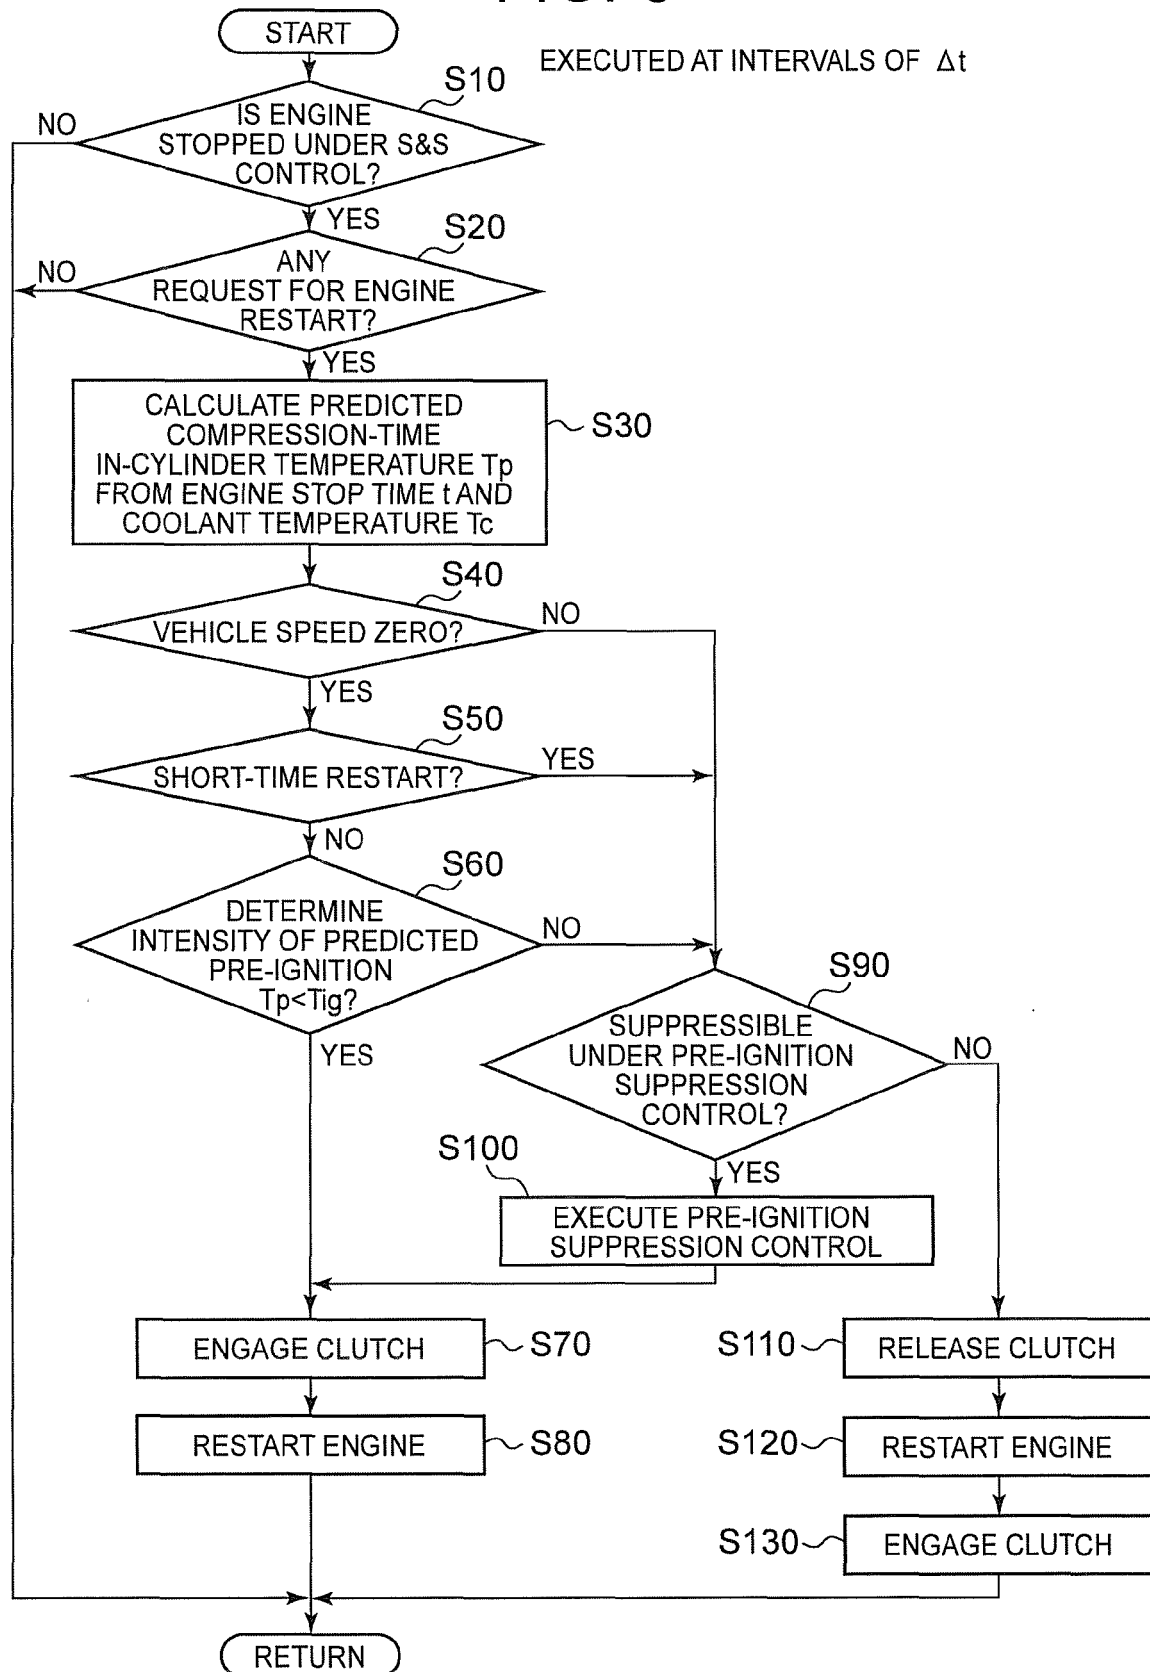 START
EXECUTED AT INTERVALS OF Δt
S10
IS ENGINE
STOPPED UNDER S&S
CONTROL?
NO
YES
S20
ANY
REQUEST FOR ENGINE
RESTART?
NO
YES
CALCULATE PREDICTED
COMPRESSION-TIME
IN-CYLINDER TEMPERATURE Tp
FROM ENGINE STOP TIME t AND
COOLANT TEMPERATURE Tc
S30
S40
VEHICLE SPEED ZERO?
NO
YES
S50
SHORT-TIME RESTART?
YES
NO
S60
DETERMINE
INTENSITY OF PREDICTED
PRE-IGNITION
Tp<Tig?
NO
YES
S90
SUPPRESSIBLE
UNDER PRE-IGNITION
SUPPRESSION
CONTROL?
NO
YES
S100
EXECUTE PRE-IGNITION
SUPPRESSION CONTROL
ENGAGE CLUTCH
S70
S110
RELEASE CLUTCH
RESTART ENGINE
S80
S120
RESTART ENGINE
S130
ENGAGE CLUTCH
RETURN